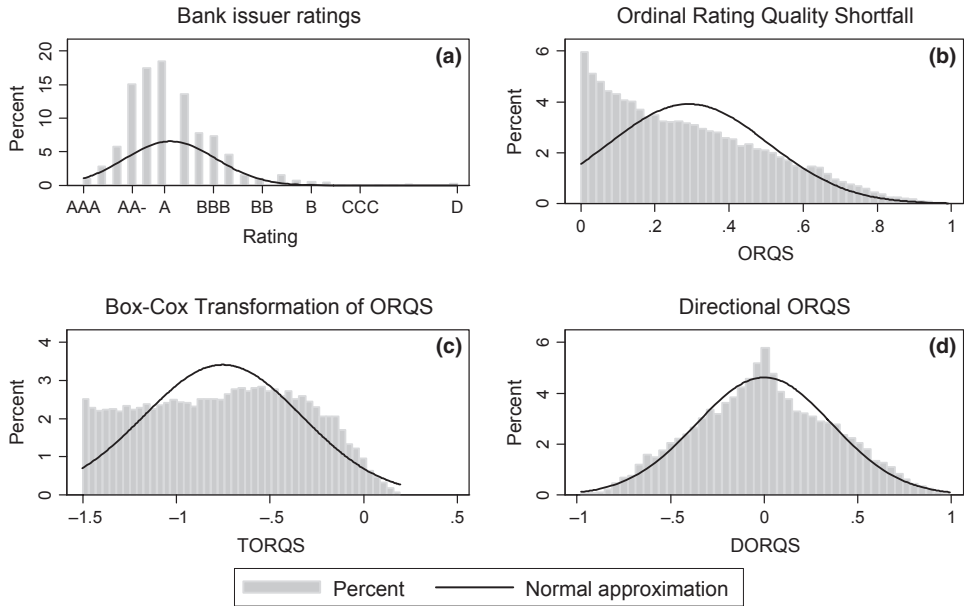 Bank issuer ratings
(a)
Percent
20
15
10
5
0
AAA AA- A BBB BB B CCC D
Rating
Ordinal Rating Quality Shortfall
(b)
Percent
6
4
2
0
0 .2 .4 .6 .8 1
ORQS
Box-Cox Transformation of ORQS
(c)
Percent
4
3
2
1
0
–1.5 –1 –.5 0 .5
TORQS
Directional ORQS
(d)
Percent
6
4
2
0
–1 –.5 0 .5 1
DORQS
Percent Normal approximation